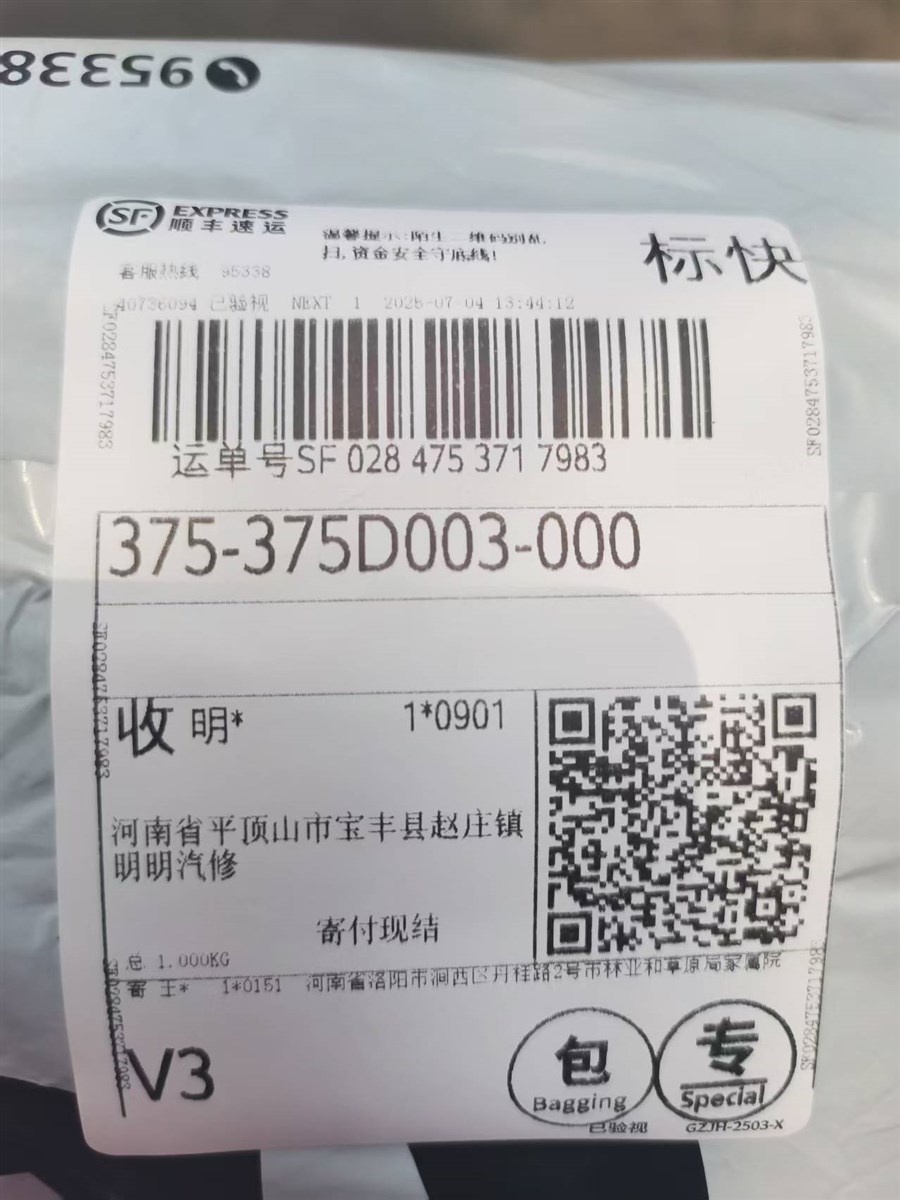 95338
SF EXPRESS
顺丰速运
温馨提示:陌生二维码别乱
扫,资金安全守底线!
标快
客服热线 95338
40736094 已验视 NEXT 1 2025-07-04 13:44:12
SF0284753717983
SF0284753717983
运单号SF 028 475 371 7983
375-375D003-000
SF0284753717983
收 明* 1*0901
河南省平顶山市宝丰县赵庄镇
明明汽修
寄付现结
总 1.000KG
寄 王* 1*0151 河南省洛阳市涧西区丹桂路2号市林业和草原局家属院
SF0284753717983
SF0284753717983
V3
包
Bagging
专
Special
已验视 GZJH-2503-X